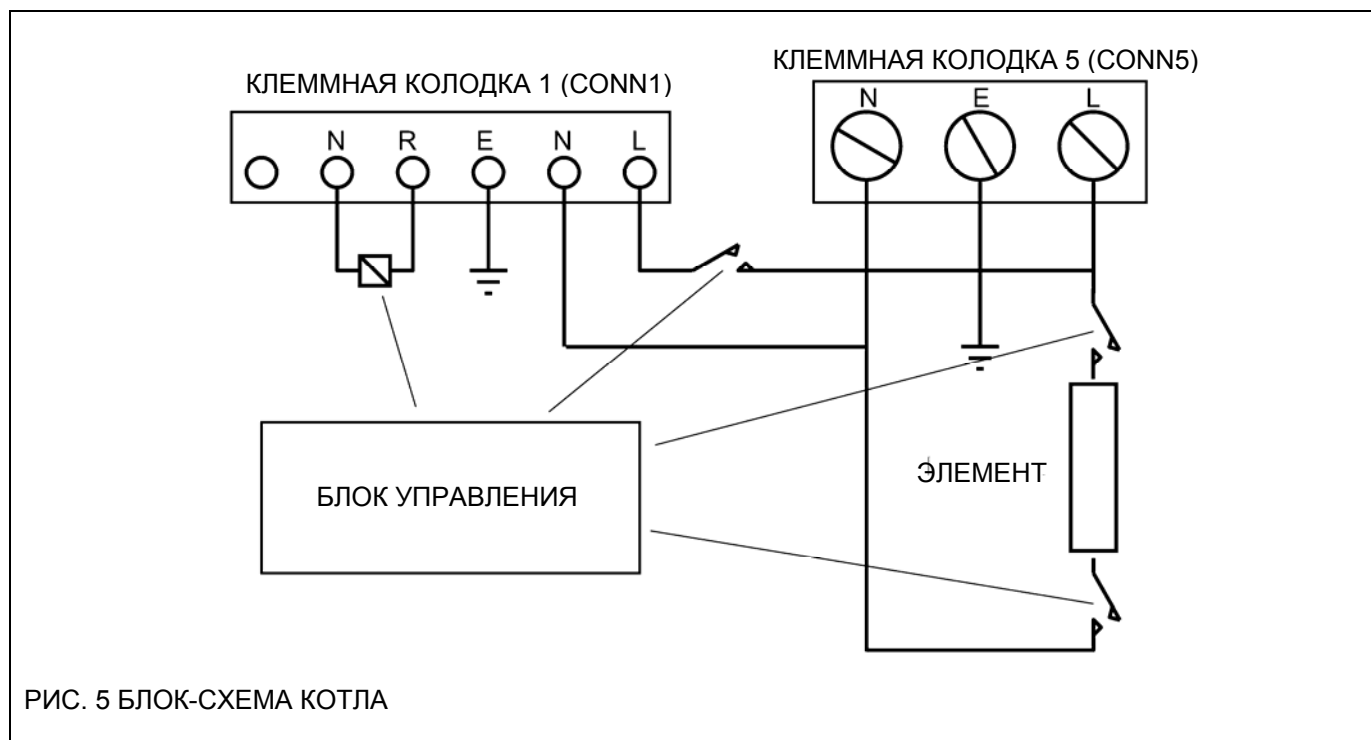 КЛЕММНАЯ КОЛОДКА 1 (CONN1)
КЛЕММНАЯ КОЛОДКА 5 (CONN5)
N R E N L
N E L
БЛОК УПРАВЛЕНИЯ
ЭЛЕМЕНТ
РИС. 5 БЛОК-СХЕМА КОТЛА